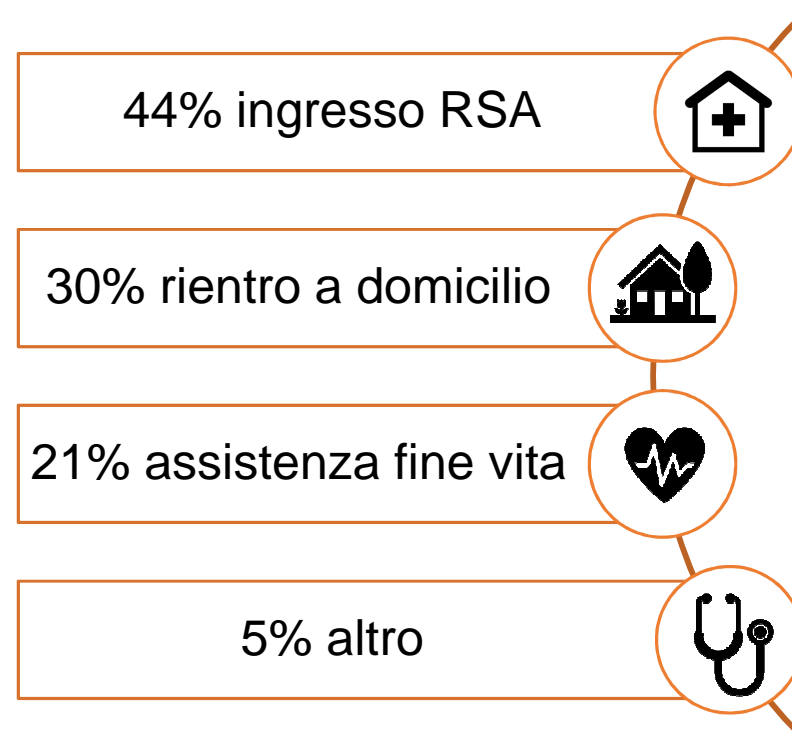 44% ingresso RSA
30% rientro a domicilio
21% assistenza fine vita
5% altro